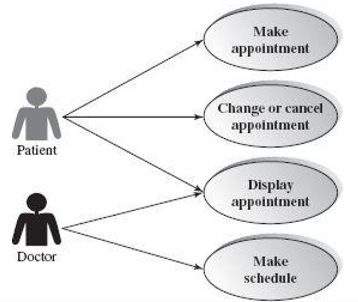 Make
appointment
Change or cancel
appointment
Patient
Display
appointment
Doctor
Make
schedule